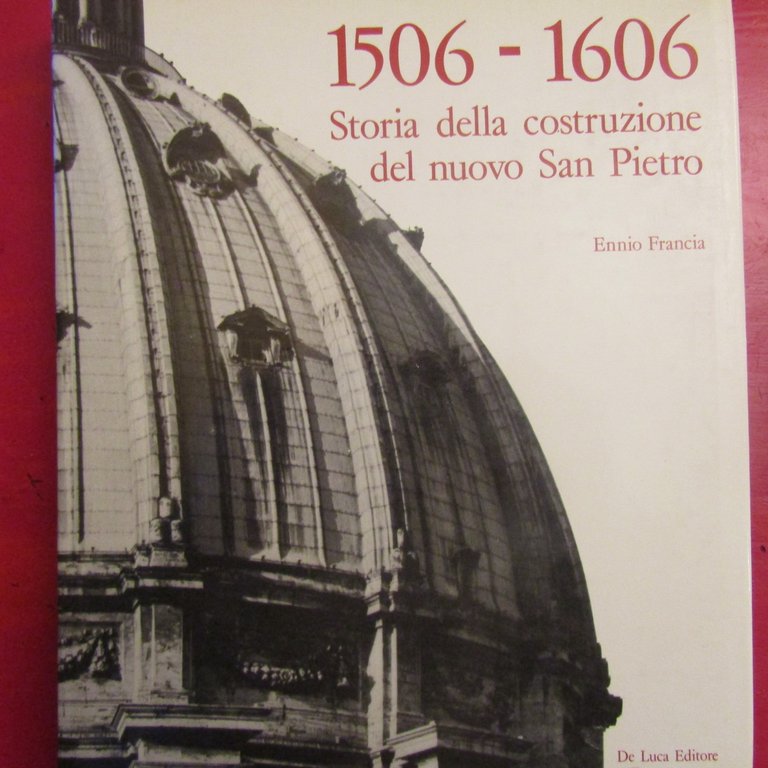 1506 - 1606
Storia della costruzione
del nuovo San Pietro
Ennio Francia
De Luca Editore